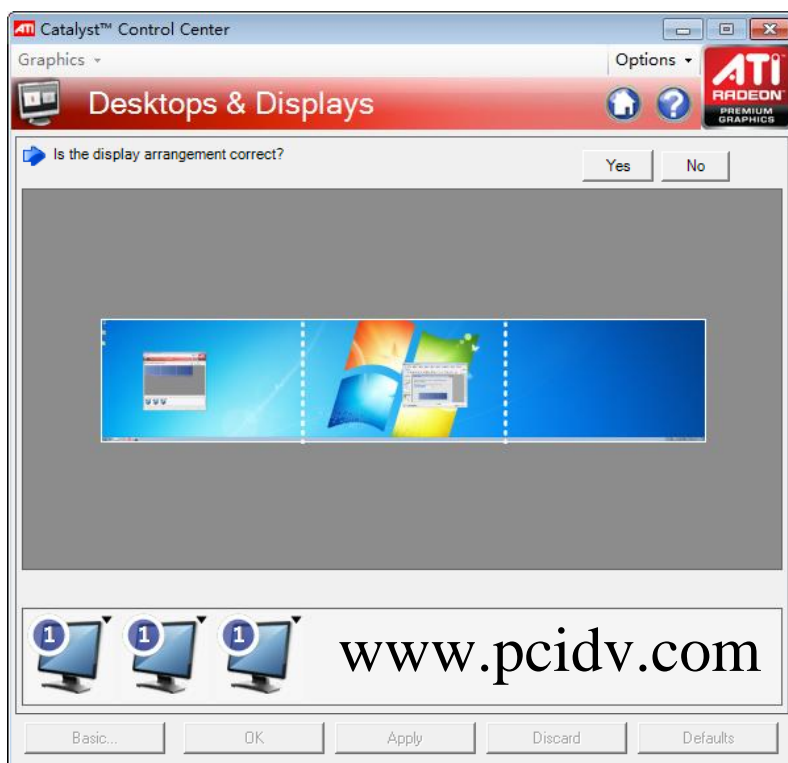 Catalyst™ Control Center
Graphics
Options
ATI
RADEON
PREMIUM
GRAPHICS
Desktops & Displays
Is the display arrangement correct?
Yes
No
1
1
1
www.pcidv.com
Basic...
OK
Apply
Discard
Defaults